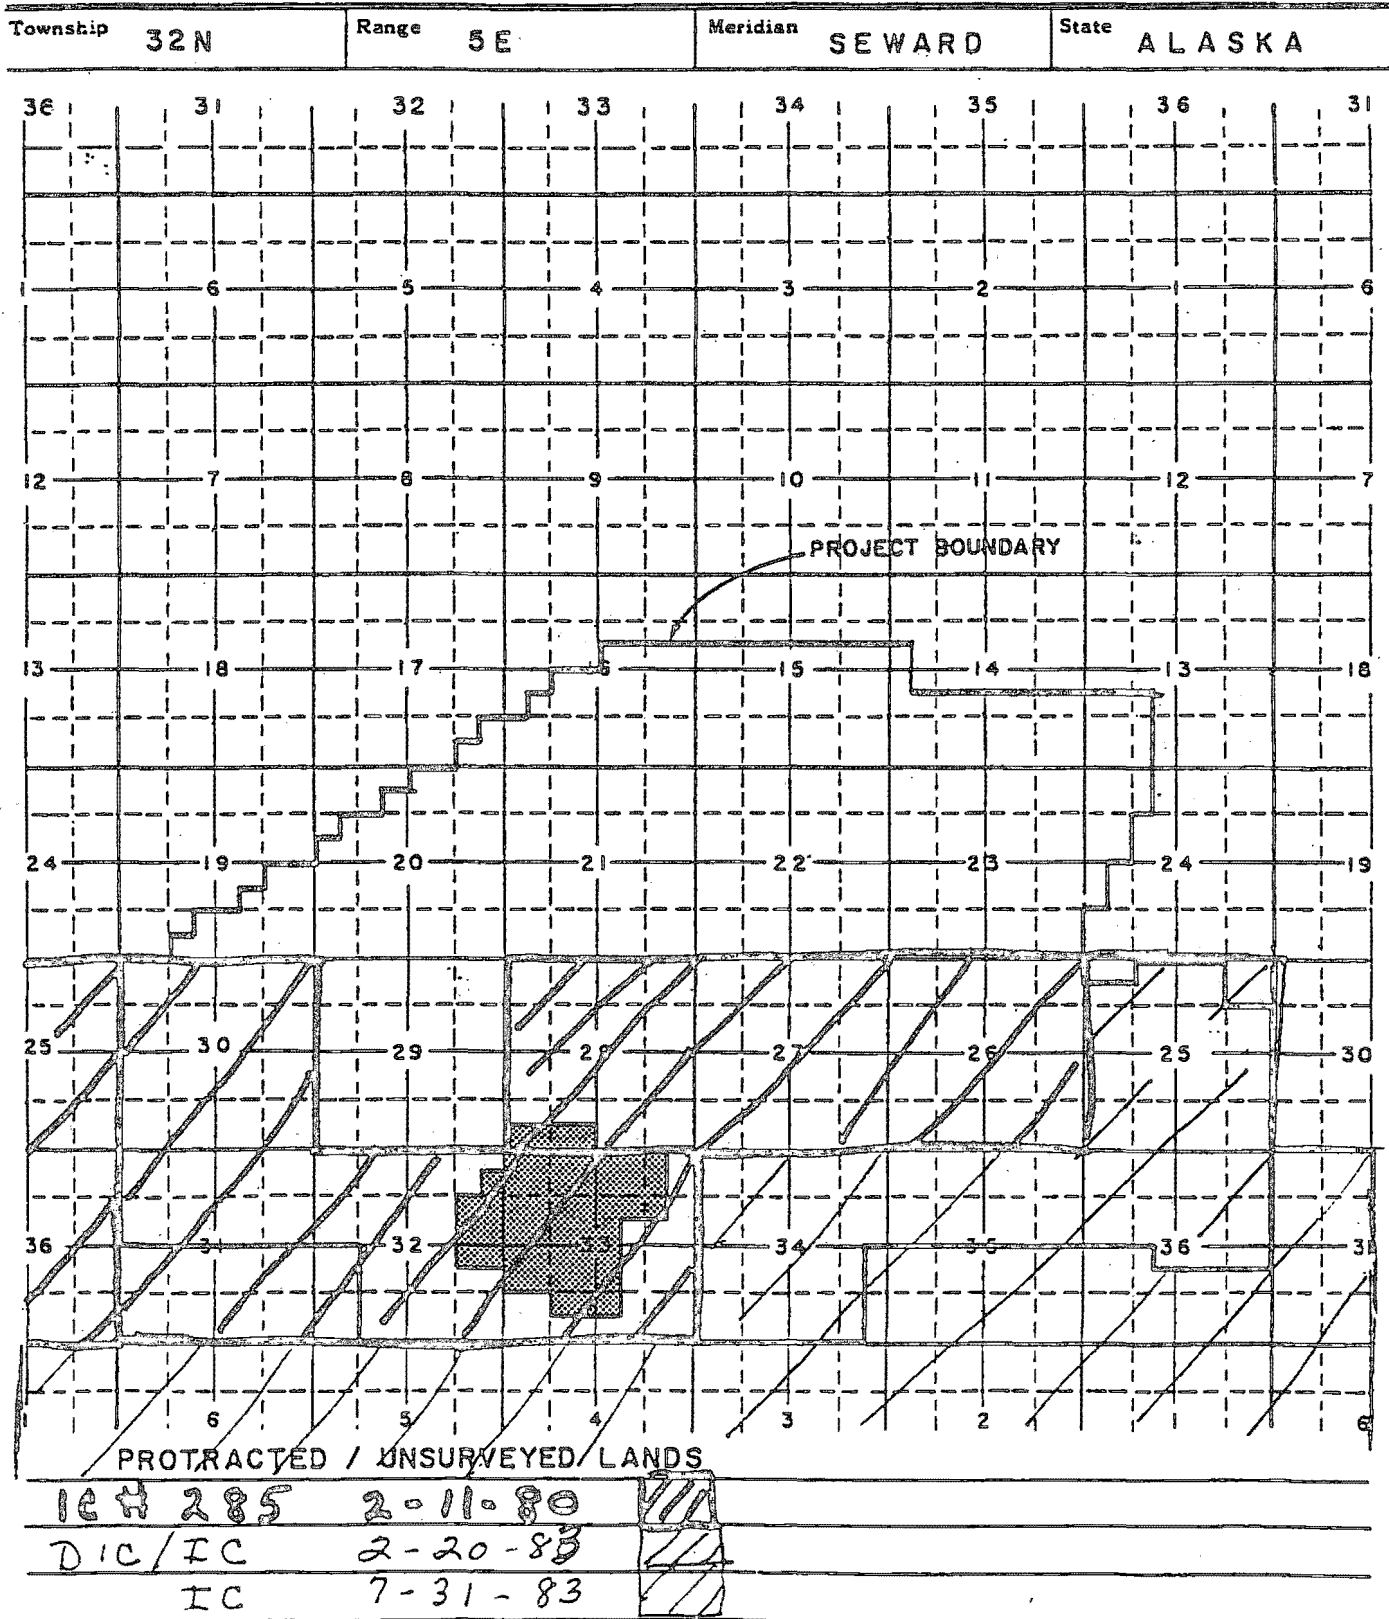 Township 32N Range 5E Meridian SEWARD State ALASKA
36 31 32 33 34 35 36 31
1 6 5 4 3 2 1 6
12 7 8 9 10 11 12 7
PROJECT BOUNDARY
13 18 17 16 15 14 13 18
24 19 20 21 22 23 24 19
25 30 29 28 27 26 25 30
36 31 32 33 34 35 36 31
1 6 5 4 3 2 1 6
PROTRACTED / UNSURVEYED LANDS
IC # 285 2-11-80
DIC/IC 2-20-83
IC 7-31-83